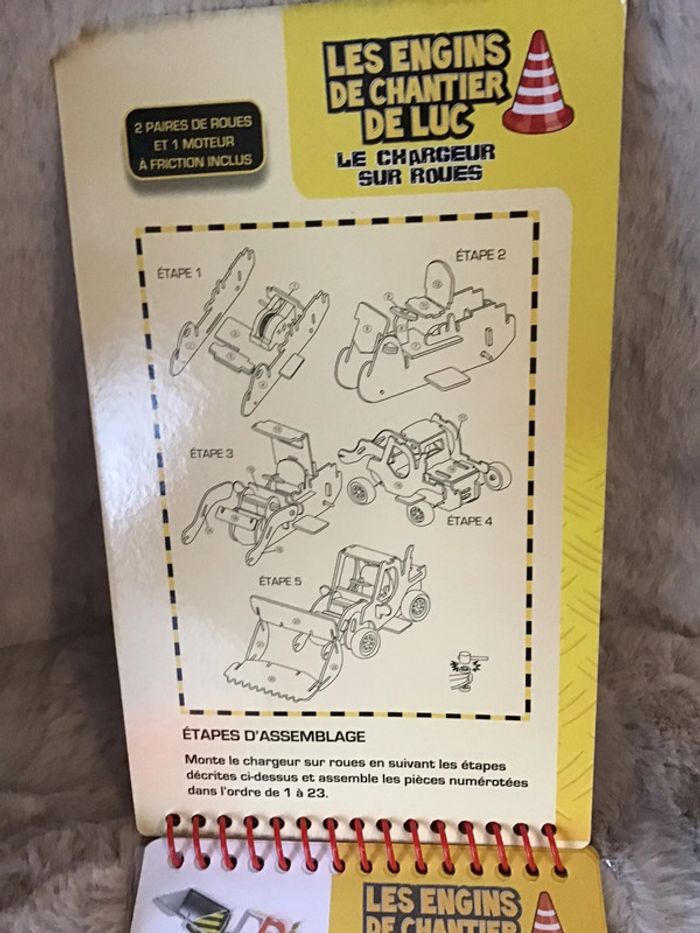 LES ENGINS
DE CHANTIER
DE LUC
LE CHARGEUR
SUR ROUES
2 PAIRES DE ROUES
ET 1 MOTEUR
À FRICTION INCLUS
ÉTAPE 1
ÉTAPE 2
ÉTAPE 3
ÉTAPE 4
ÉTAPE 5
ÉTAPES D'ASSEMBLAGE
Monte le chargeur sur roues en suivant les étapes
décrites ci-dessus et assemble les pièces numérotées
dans l'ordre de 1 à 23.
LES ENGINS
DE CHANTIER